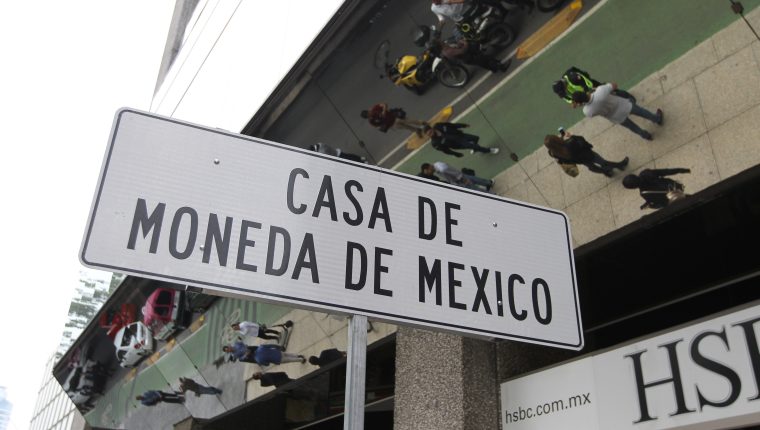 CASA DE
MONEDA DE MEXICO
hsbc.com.mx
HSB